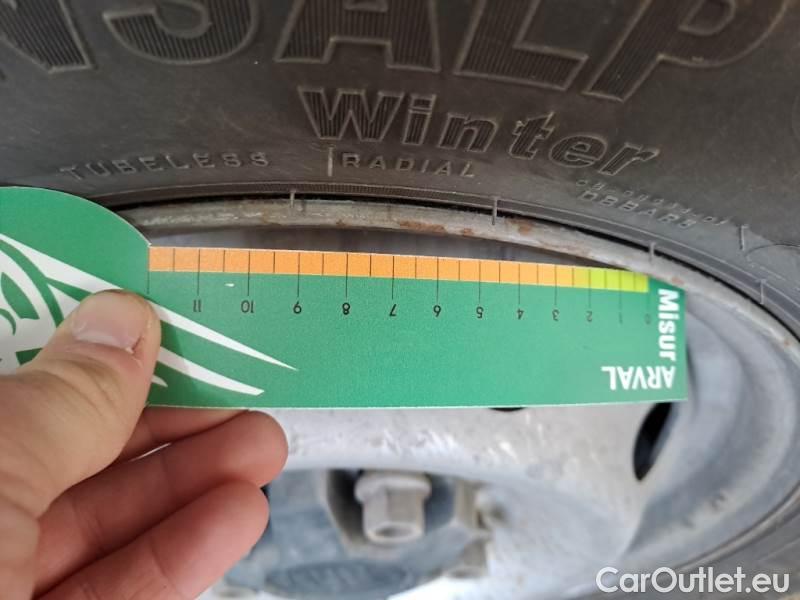 NSALP
Winter
TUBELESS RADIAL
11 10 9 8 7 6 5 4 3 2 1 0
Misur
ARVAL
CarOutlet.eu